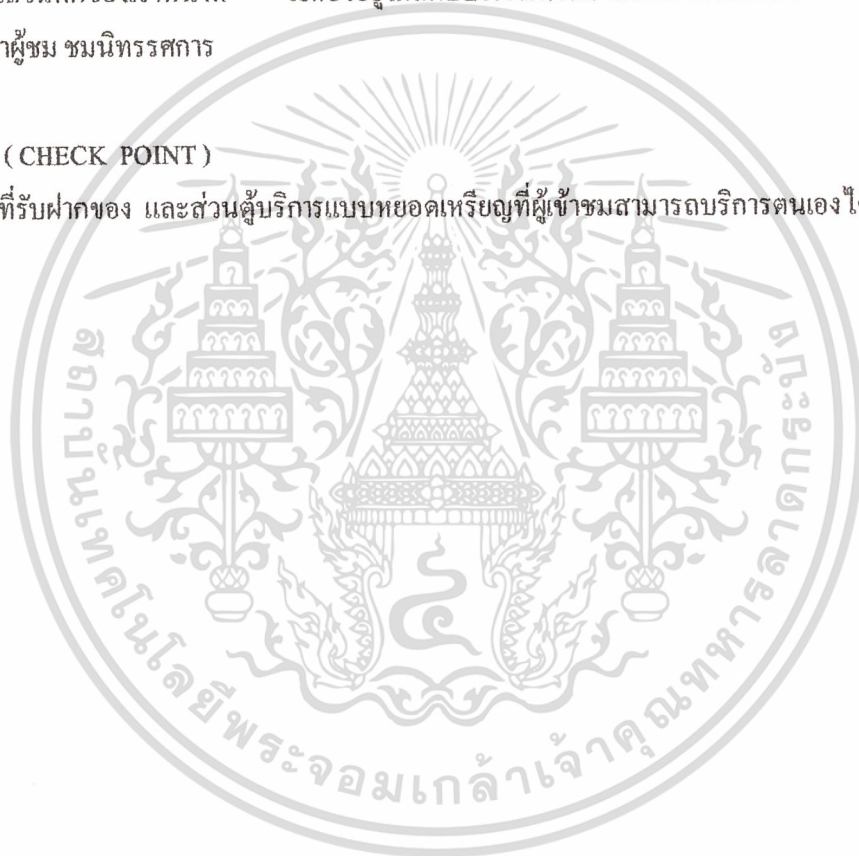 าผู้ชม ชมนิทรรศการ
( CHECK POINT )
ที่รับฝากของ และส่วนตู้บริการแบบหยอดเหรียญที่ผู้เข้าชมสามารถบริการตนเองไ
สถาบันเทคโนโลยีพระจอมเกล้าเจ้าคุณทหารลาดกระบัง